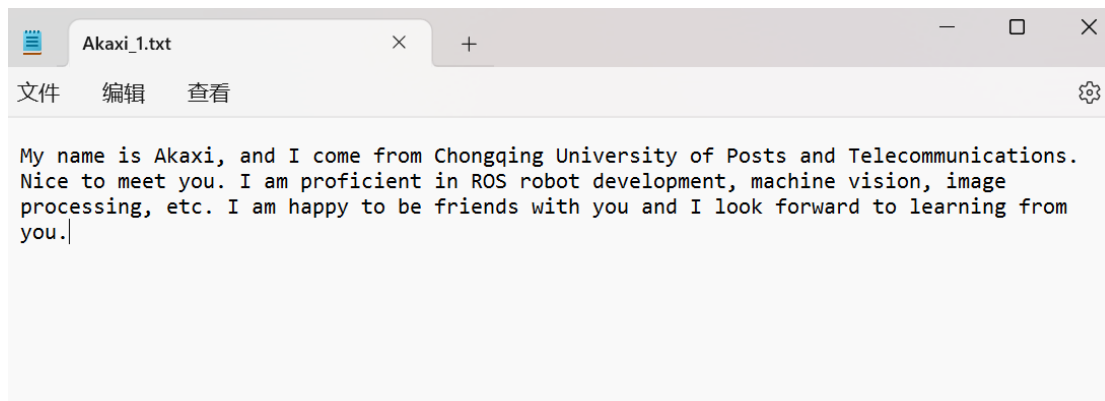 Akaxi_1.txt
文件 编辑 查看
My name is Akaxi, and I come from Chongqing University of Posts and Telecommunications.
Nice to meet you. I am proficient in ROS robot development, machine vision, image
processing, etc. I am happy to be friends with you and I look forward to learning from
you.